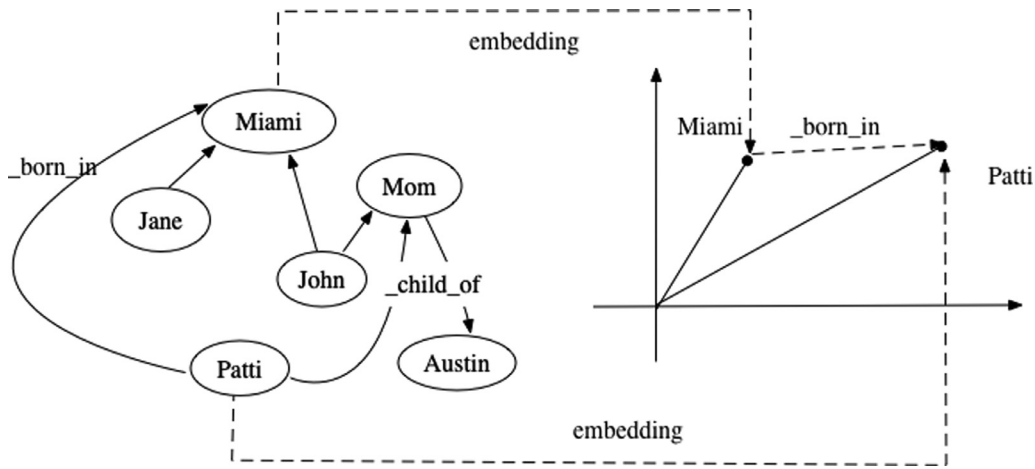 embedding
Miami
Miami
_born_in
_born_in
Mom
Patti
Jane
John
_child_of
Patti
Austin
embedding